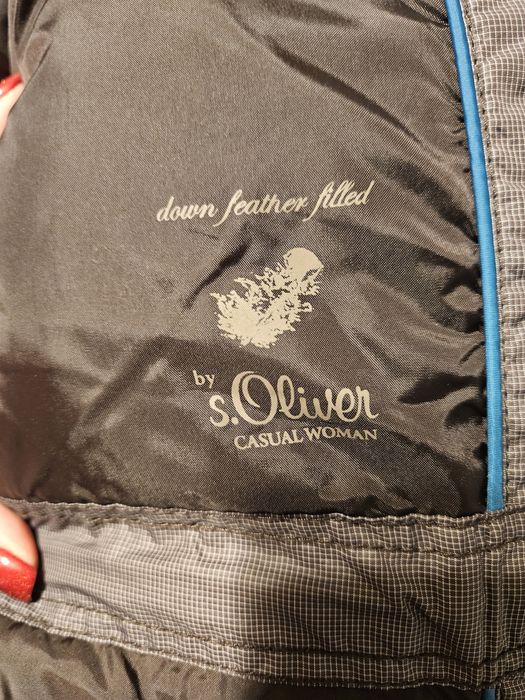 down feather filled
by
s.Oliver
CASUAL WOMAN